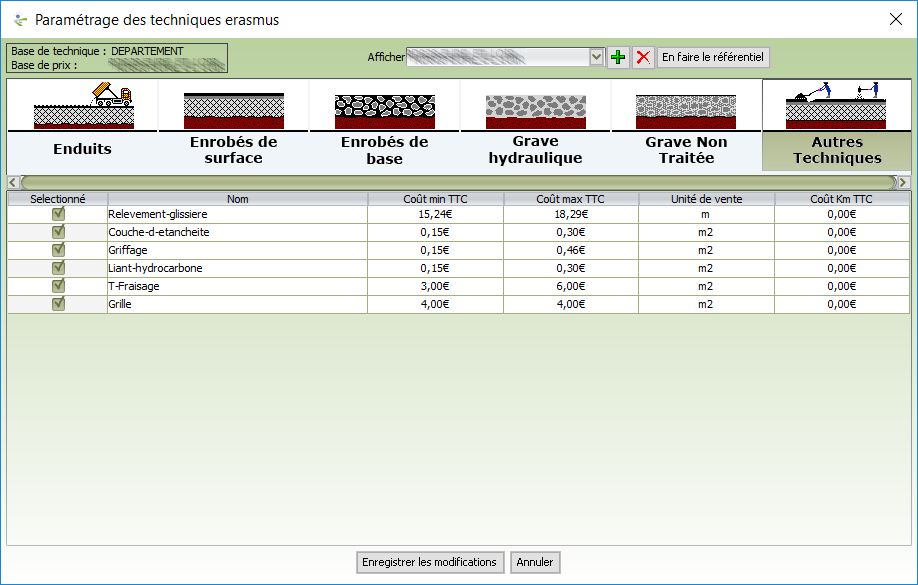 Paramétrage des techniques erasmus
Base de technique : DEPARTEMENT
Base de prix :
Afficher
En faire le référentiel
Enduits
Enrobés de surface
Enrobés de base
Grave hydraulique
Grave Non Traitée
Autres Techniques
Selectionné Nom Coût min TTC Coût max TTC Unité de vente Coût Km TTC
Relevement-glissiere 15,24€ 18,29€ m 0,00€
Couche-d-etancheite 0,15€ 0,30€ m2 0,00€
Griffage 0,15€ 0,46€ m2 0,00€
Liant-hydrocarbone 0,15€ 0,30€ m2 0,00€
T-Fraisage 3,00€ 6,00€ m2 0,00€
Grille 4,00€ 4,00€ m2 0,00€
Enregistrer les modifications Annuler